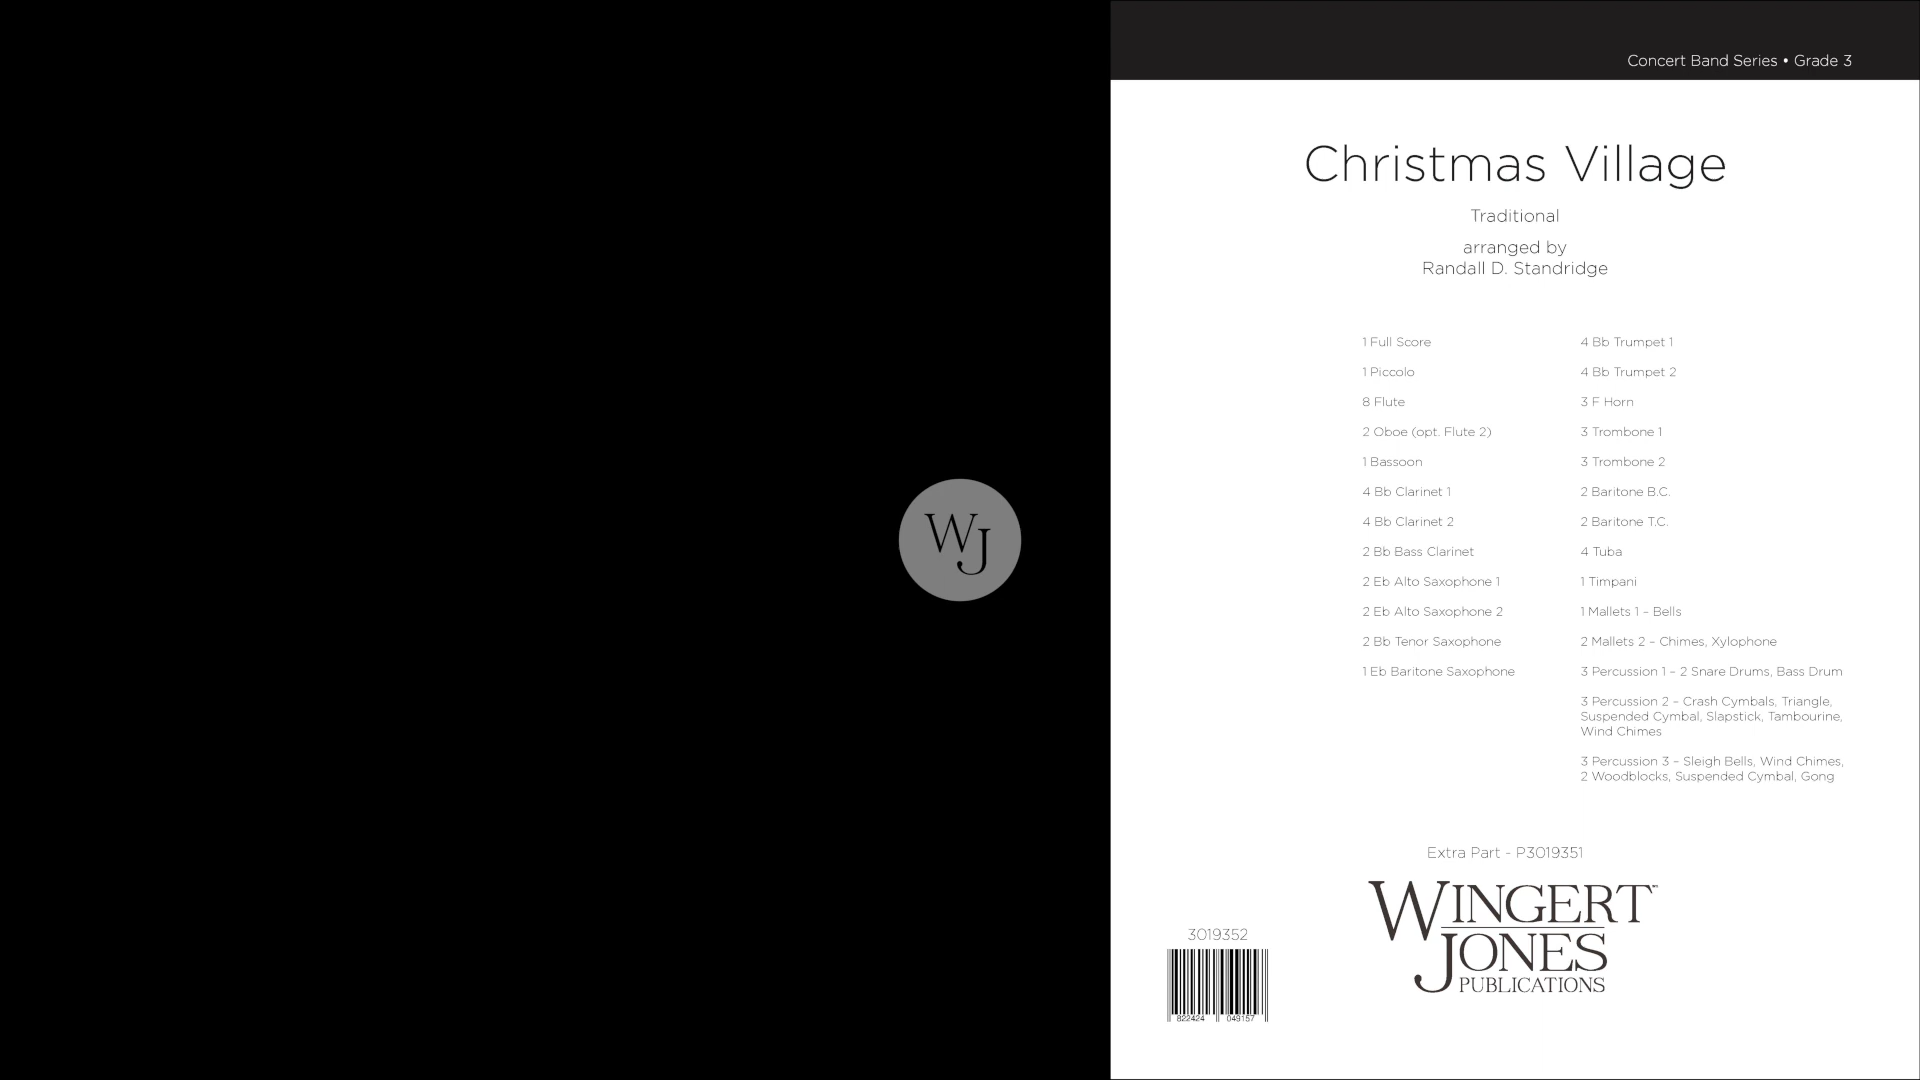 Concert Band Series • Grade 3
Christmas Village
Traditional
arranged by
Randall D. Standridge
1 Full Score
1 Piccolo
8 Flute
2 Oboe (opt. Flute 2)
1 Bassoon
4 Bb Clarinet 1
4 Bb Clarinet 2
2 Bb Bass Clarinet
2 Eb Alto Saxophone 1
2 Eb Alto Saxophone 2
2 Bb Tenor Saxophone
1 Eb Baritone Saxophone
4 Bb Trumpet 1
4 Bb Trumpet 2
3 F Horn
3 Trombone 1
3 Trombone 2
2 Baritone B.C.
2 Baritone T.C.
4 Tuba
1 Timpani
1 Mallets 1 – Bells
2 Mallets 2 – Chimes, Xylophone
3 Percussion 1 – 2 Snare Drums, Bass Drum
3 Percussion 2 – Crash Cymbals, Triangle,
Suspended Cymbal, Slapstick, Tambourine,
Wind Chimes
3 Percussion 3 – Sleigh Bells, Wind Chimes,
2 Woodblocks, Suspended Cymbal, Gong
WJ
Extra Part - P3019351
WINGERT
JONES
PUBLICATIONS
3019352
822424 049157